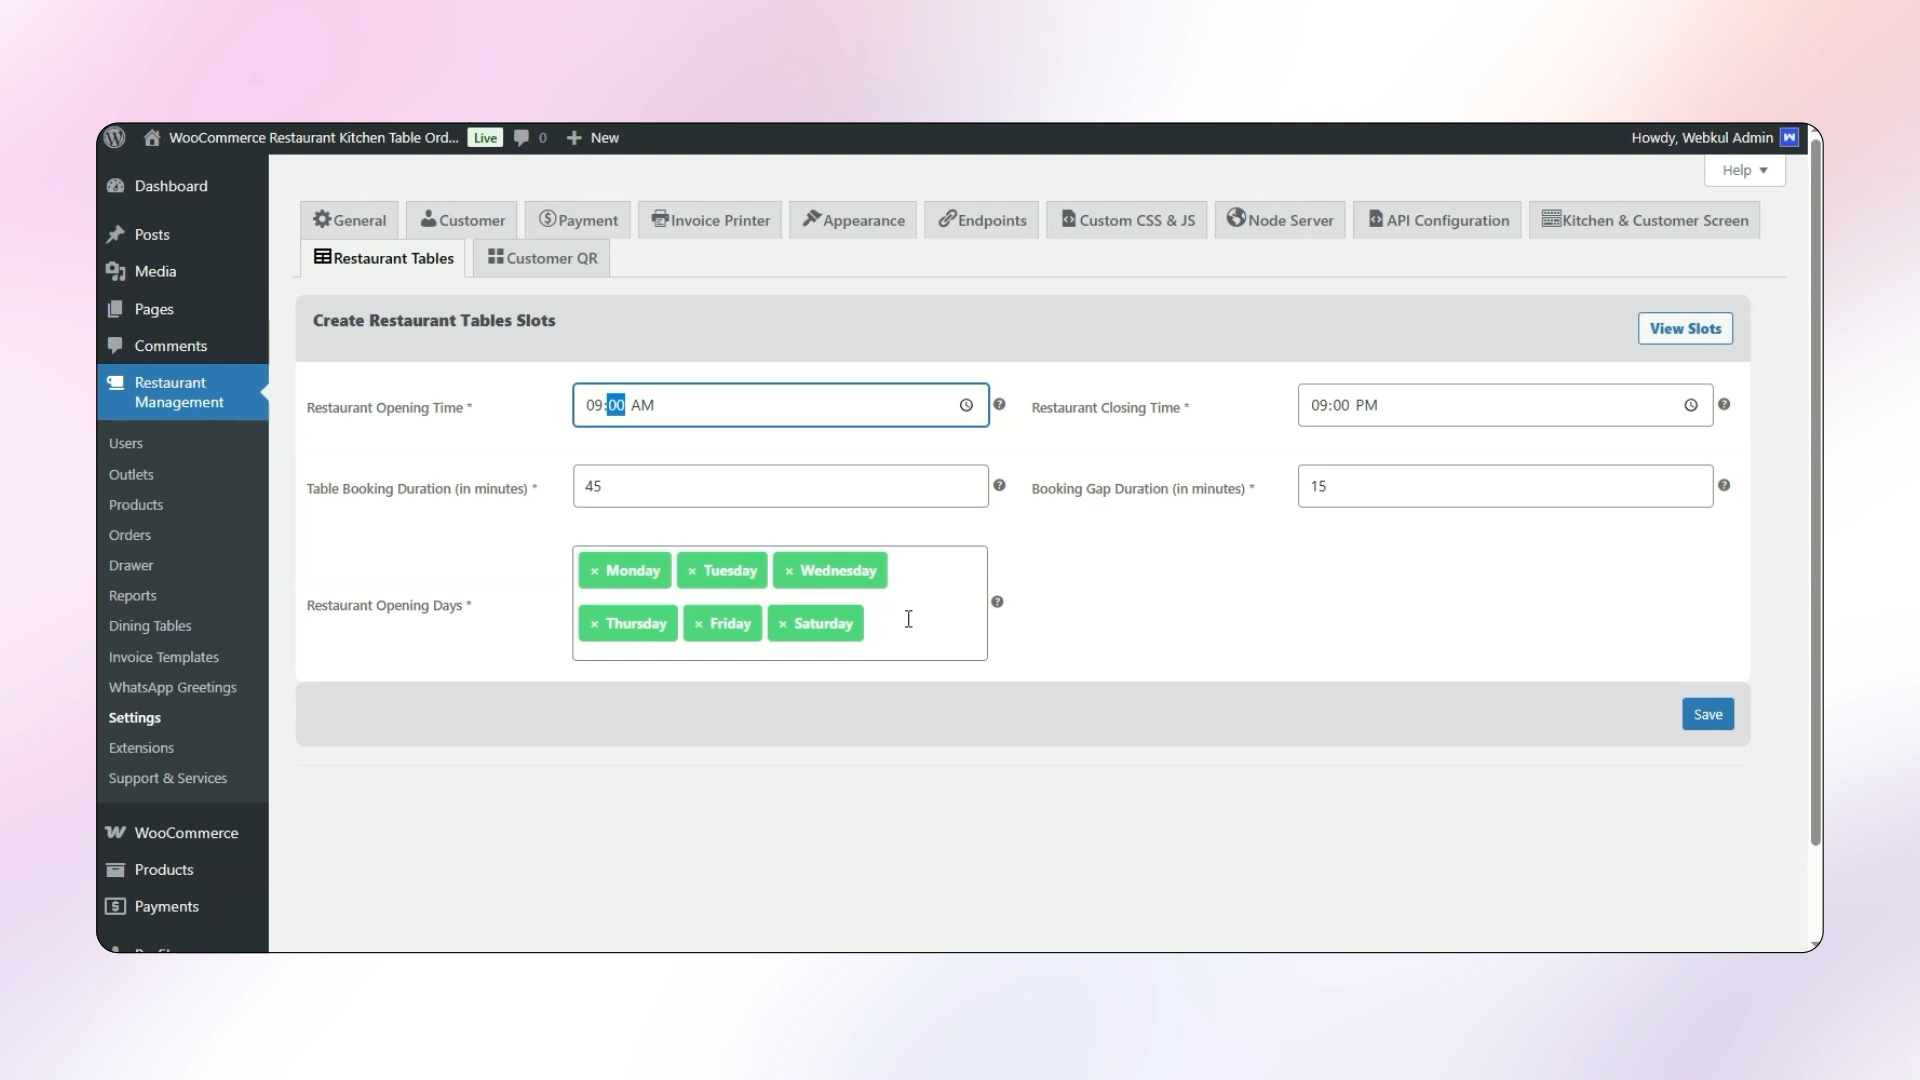 WooCommerce Restaurant Kitchen Table Ord... Live 0 New
Howdy, Webkul Admin
Help
Dashboard
Posts
Media
Pages
Comments
Restaurant
Management
Users
Outlets
Products
Orders
Drawer
Reports
Dining Tables
Invoice Templates
WhatsApp Greetings
Settings
Extensions
Support & Services
WooCommerce
Products
Payments
General
Customer
Payment
Invoice Printer
Appearance
Endpoints
Custom CSS & JS
Node Server
API Configuration
Kitchen & Customer Screen
Restaurant Tables
Customer QR
Create Restaurant Tables Slots
View Slots
Restaurant Opening Time *
09:00 AM
Restaurant Closing Time *
09:00 PM
Table Booking Duration (in minutes) *
45
Booking Gap Duration (in minutes) *
15
Restaurant Opening Days *
× Monday × Tuesday × Wednesday
× Thursday × Friday × Saturday
Save